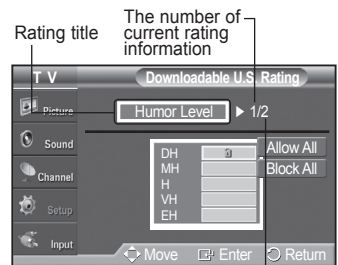 The number of
current rating
information
Rating title
T V
Downloadable U.S. Rating
Picture
Humor Level ▶ 1/2
Sound
DH
Allow All
MH
Block All
Channel
H
VH
Setup
EH
Input
Move Enter Return